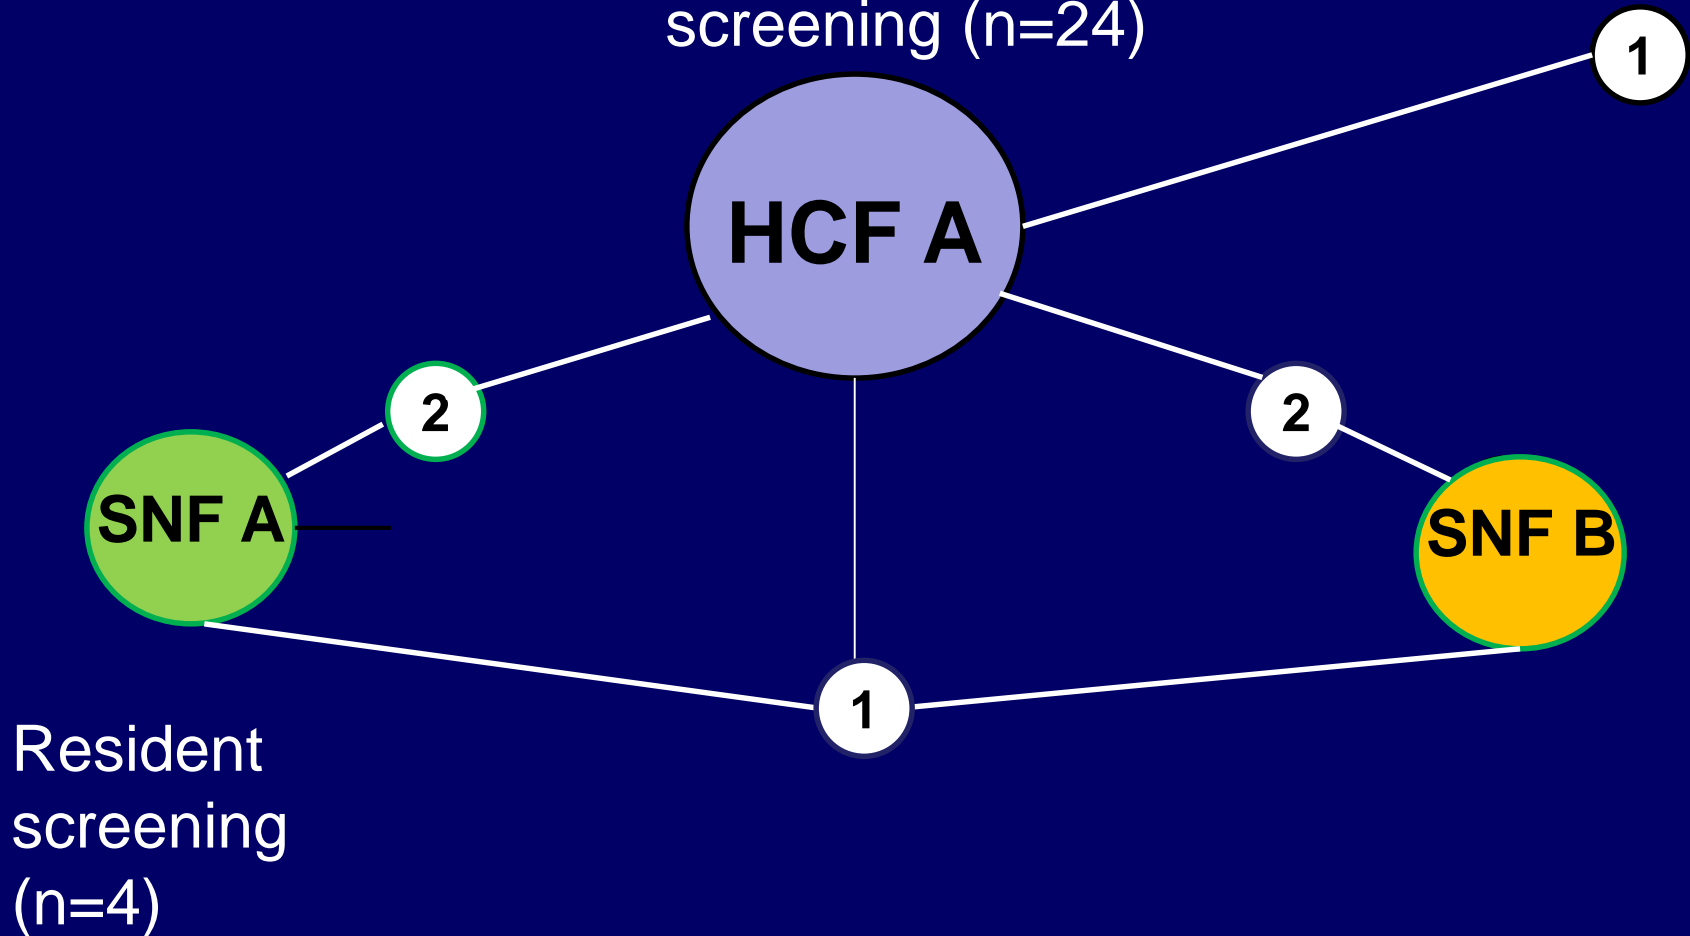 screening (n=24)
1
HCF A
2
2
SNF A
SNF B
1
Resident
screening
(n=4)